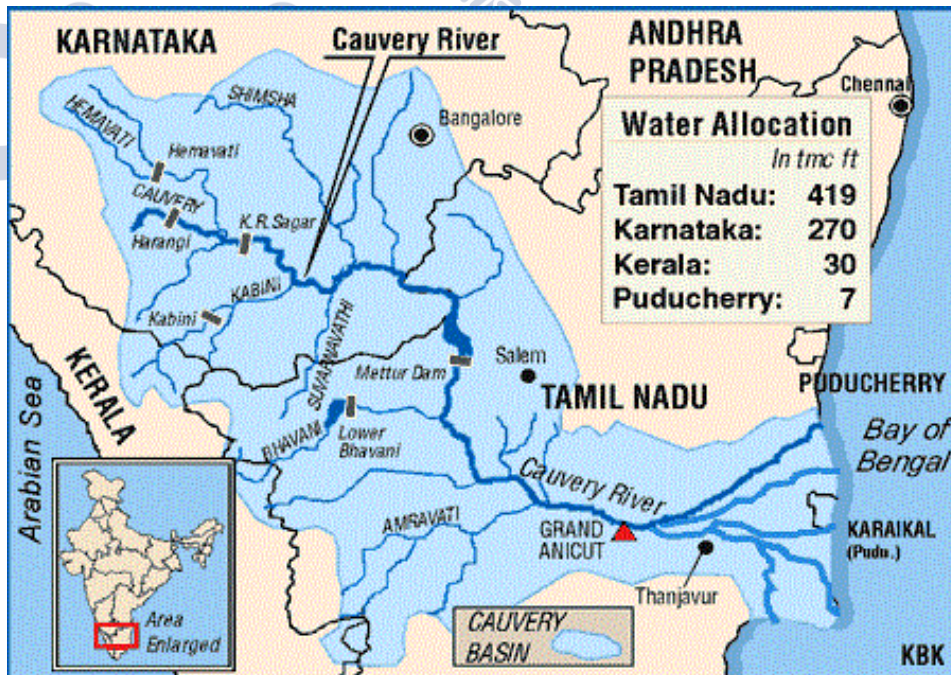 KARNATAKA
Cauvery River
ANDHRA
PRADESH
Chennai
SHIMSHA
HEMAVATI
Hemavati
Bangalore
CAUVERY
Harangi
K.R.Sagar
Water Allocation
In tmc ft
Tamil Nadu: 419
Karnataka: 270
Kerala: 30
Puducherry: 7
KABINI
Kabini
SUVARNAVATHI
Mettur Dam
Salem
KERALA
TAMIL NADU
PUDUCHERRY
BHAVANI
Lower
Bhavani
Arabian Sea
Bay of
Bengal
Cauvery River
AMRAVATI
GRAND
ANICUT
KARAIKAL
(Pudu.)
Thanjavur
Area
Enlarged
CAUVERY
BASIN
KBK